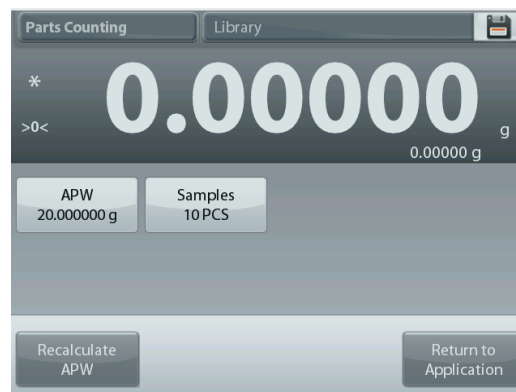 Parts Counting
Library
*
0.00000 g
>0<
0.00000 g
APW
20.000000 g
Samples
10 PCS
Recalculate
APW
Return to
Application